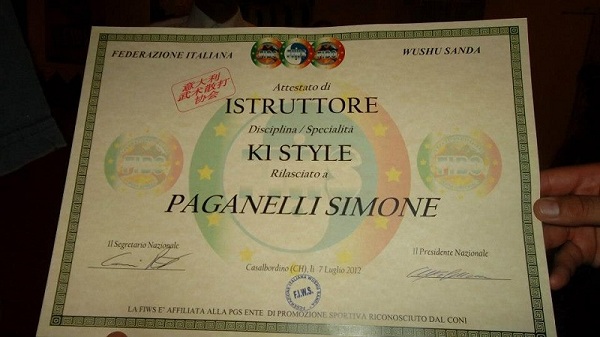 FEDERAZIONE ITALIANA
WUSHU SANDA
意大利
武术散打
协会
Attestato di
ISTRUTTORE
Disciplina / Specialità
K1 STYLE
Rilasciato a
PAGANELLI SIMONE
Il Segretario Nazionale
Il Presidente Nazionale
Casalbordino (CH), lì 7 Luglio 2012
F.I.W.S.
LA FIWS E' AFFILIATA ALLA PGS ENTE DI PROMOZIONE SPORTIVA RICONOSCIUTO DAL CONI